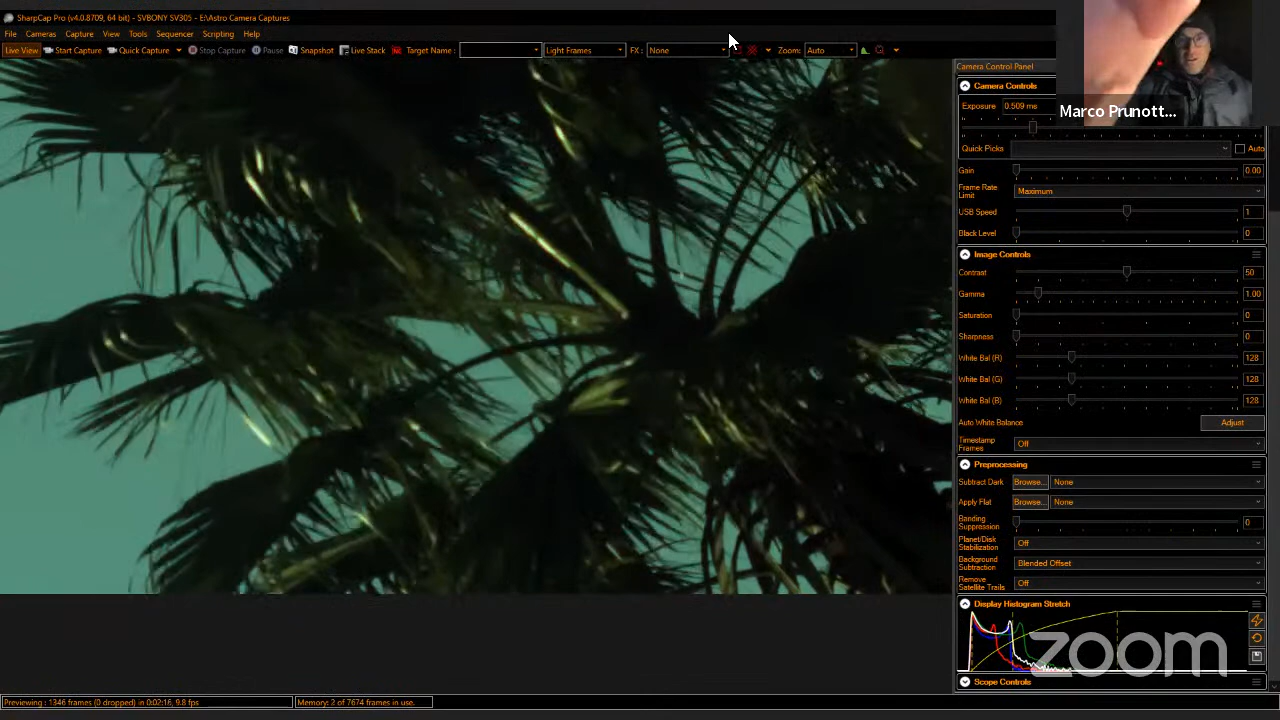 SharpCap Pro (v4.0.8709, 64 bit) - SVBONY SV305 - E:\Astro Camera Captures
File Cameras Capture View Tools Sequencer Scripting Help
Live View Start Capture Quick Capture Stop Capture Pause Snapshot Live Stack Target Name : Light Frames FX : None Zoom: Auto
Camera Control Panel
Camera Controls
Exposure 0.509 ms
Marco Prunott...
Quick Picks Auto
Gain 0.00
Frame Rate Limit Maximum
USB Speed 1
Black Level 0
Image Controls
Contrast 50
Gamma 1.00
Saturation 0
Sharpness 0
White Bal (R) 128
White Bal (G) 128
White Bal (B) 128
Auto White Balance Adjust
Timestamp Frames Off
Preprocessing
Subtract Dark Browse... None
Apply Flat Browse... None
Banding Suppression 0
Planet/Disk Stabilization Off
Background Subtraction Blended Offset
Remove Satellite Trails Off
Display Histogram Stretch
zoom
Scope Controls
Previewing : 1346 frames (0 dropped) in 0:02:16, 9.8 fps Memory: 2 of 7674 frames in use.